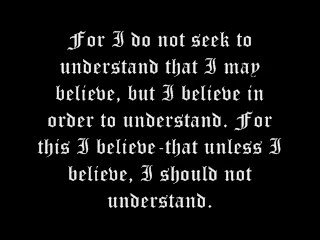 For I do not seek to
understand that I may
believe, but I believe in
order to understand. For
this I believe-that unless I
believe, I should not
understand.